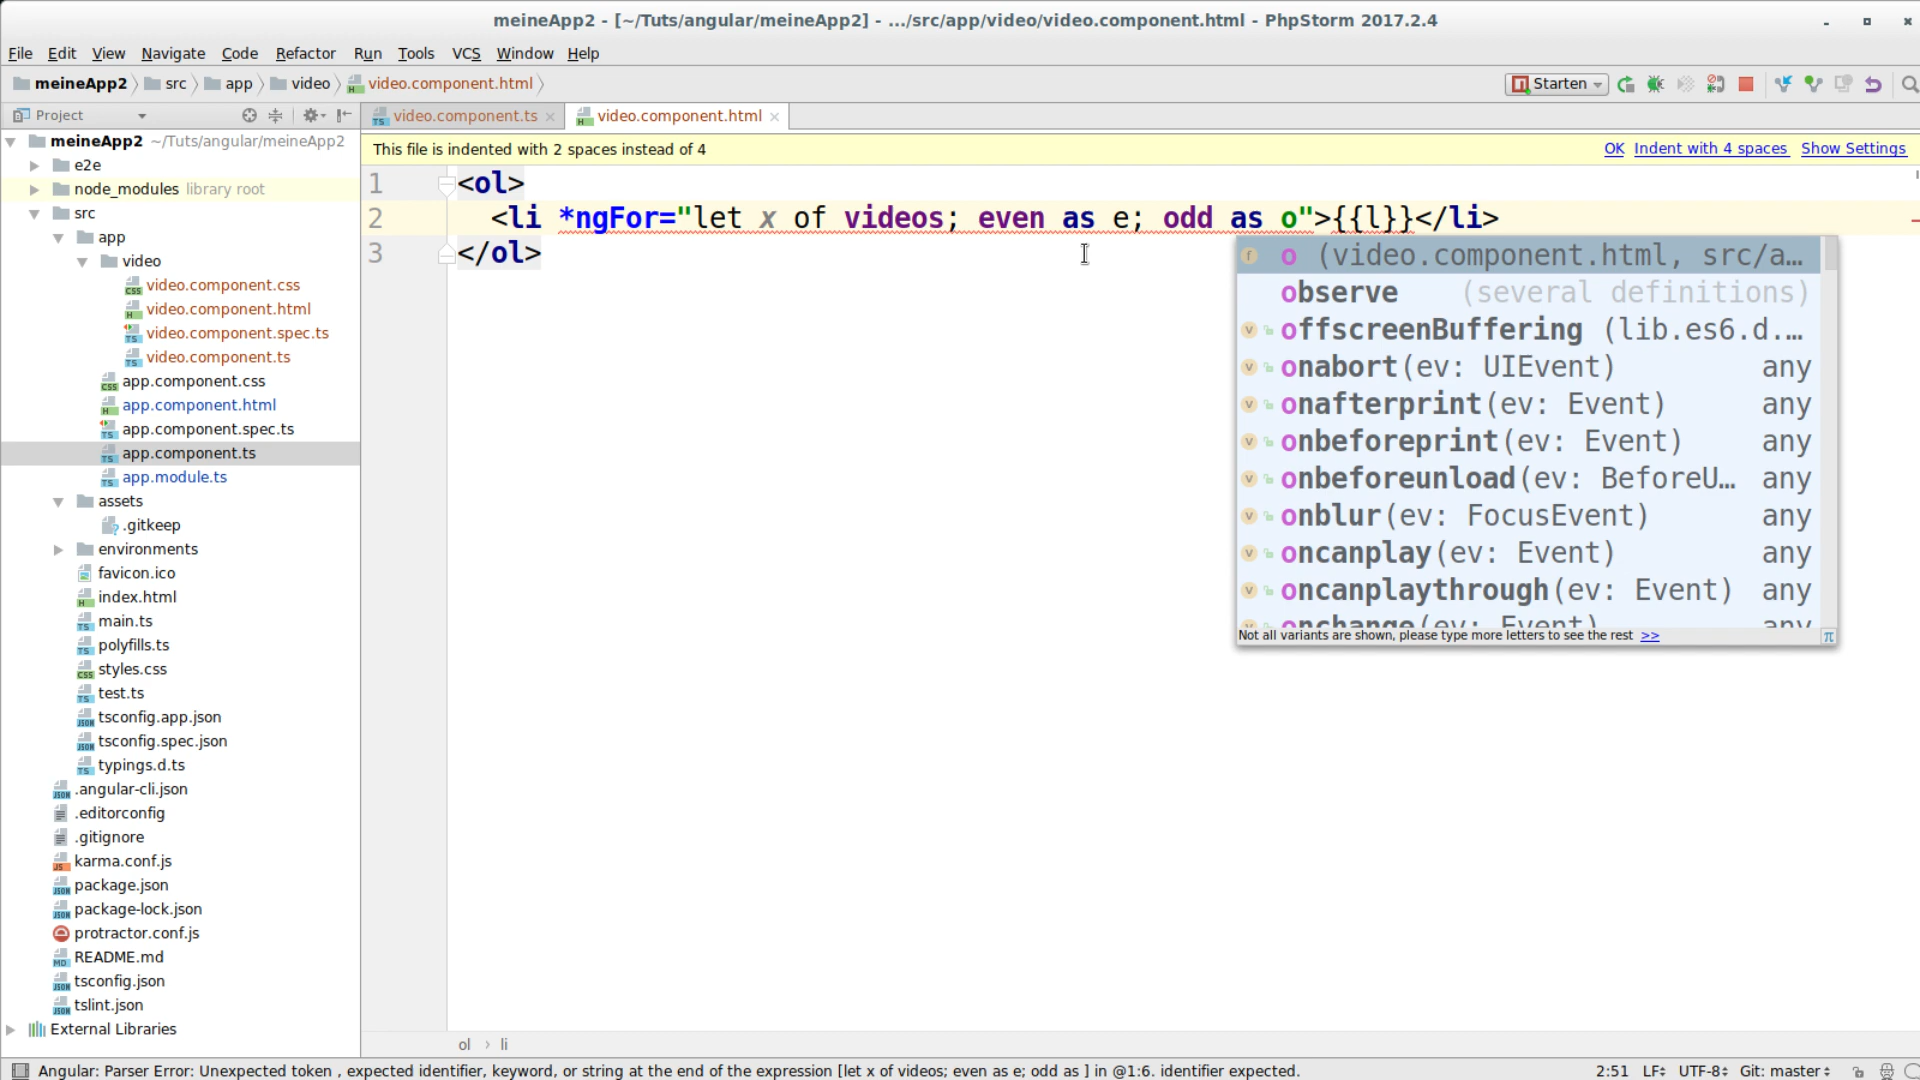 meineApp2 - [~/Tuts/angular/meineApp2] - .../src/app/video/video.component.html - PhpStorm 2017.2.4
File Edit View Navigate Code Refactor Run Tools VCS Window Help
meineApp2 src app video video.component.html Starten
Project
video.component.ts video.component.html
This file is indented with 2 spaces instead of 4 OK Indent with 4 spaces Show Settings
meineApp2 ~/Tuts/angular/meineApp2
e2e
node_modules library root
src
app
video
video.component.css
video.component.html
video.component.spec.ts
video.component.ts
app.component.css
app.component.html
app.component.spec.ts
app.component.ts
app.module.ts
assets
.gitkeep
environments
favicon.ico
index.html
main.ts
polyfills.ts
styles.css
test.ts
tsconfig.app.json
tsconfig.spec.json
typings.d.ts
.angular-cli.json
.editorconfig
.gitignore
karma.conf.js
package.json
package-lock.json
protractor.conf.js
README.md
tsconfig.json
tslint.json
External Libraries
1 <ol>
2 <li *ngFor="let x of videos; even as e; odd as o">{{l}}</li>
3 </ol>
o (video.component.html, src/a…
observe (several definitions)
offscreenBuffering (lib.es6.d.…
onabort(ev: UIEvent) any
onafterprint(ev: Event) any
onbeforeprint(ev: Event) any
onbeforeunload(ev: BeforeU… any
onblur(ev: FocusEvent) any
oncanplay(ev: Event) any
oncanplaythrough(ev: Event) any
onchange(ev: Event) any
Not all variants are shown, please type more letters to see the rest >> π
ol › li
Angular: Parser Error: Unexpected token , expected identifier, keyword, or string at the end of the expression [let x of videos; even as e; odd as ] in @1:6. identifier expected. 2:51 LF UTF-8 Git: master